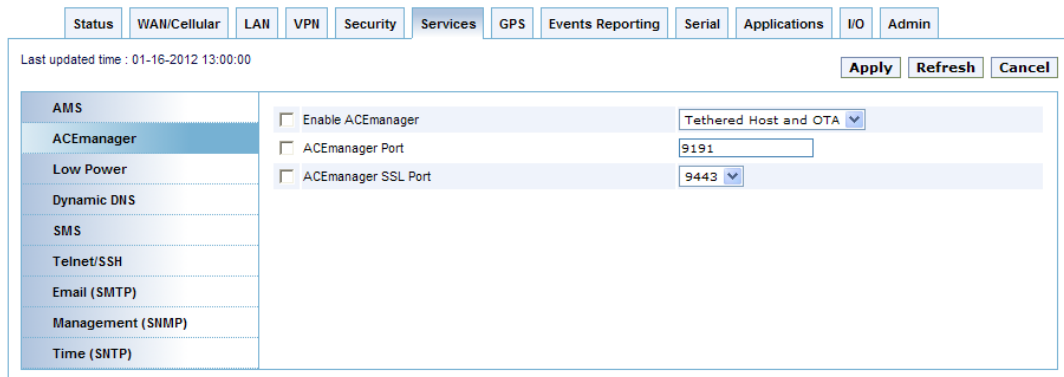 Status WAN/Cellular LAN VPN Security Services GPS Events Reporting Serial Applications I/O Admin
Last updated time : 01-16-2012 13:00:00
Apply Refresh Cancel
AMS
ACEmanager
Low Power
Dynamic DNS
SMS
Telnet/SSH
Email (SMTP)
Management (SNMP)
Time (SNTP)
Enable ACEmanager Tethered Host and OTA
ACEmanager Port 9191
ACEmanager SSL Port 9443